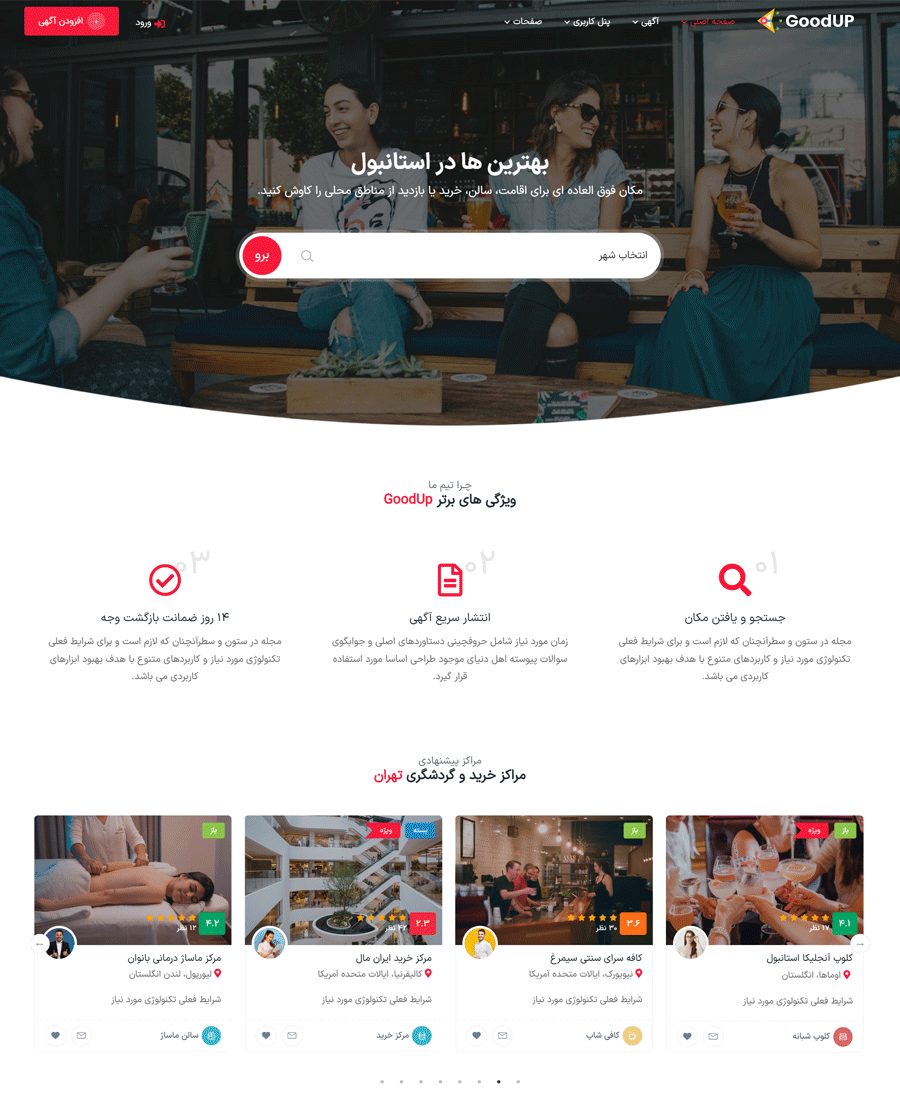 GoodUP
صفحه اصلی
آگهی
پنل کاربری
صفحات
ورود
افزودن آگهی
بهترین ها در استانبول
مکان فوق العاده ای برای اقامت، سالن، خرید یا بازدید از مناطق محلی را کاوش کنید.
انتخاب شهر
برو
چـرا تیم ما
ویژگی های برتر GoodUp
۰۱
جستجو و یافتن مکان
مجله در ستون و سطرآنچنان که لازم است و برای شرایط فعلی
تکنولوژی مورد نیاز و کاربردهای متنوع با هدف بهبود ابزارهای
کاربردی می باشد.
۰۲
انتشار سریع آگهی
زمان مورد نیاز شامل حروفچینی دستاوردهای اصلی و جوابگوی
سوالات پیوسته اهل دنیای موجود طراحی اساسا مورد استفاده
قرار گیرد.
۰۳
۱۴ روز ضمانت بازگشت وجه
مجله در ستون و سطرآنچنان که لازم است و برای شرایط فعلی
تکنولوژی مورد نیاز و کاربردهای متنوع با هدف بهبود ابزارهای
کاربردی می باشد.
مراکز پیشنهادی
مراکز خرید و گردشگری تهران
باز
ویژه
۴.۱
۱۷ نظر
کلوپ آنجلیکا استانبول
اوماها، انگلستان
شرایط فعلی تکنولوژی مورد نیاز
کلوپ شبانه
باز
۳.۶
۳۰ نظر
کافه سرای سنتی سیمرغ
نیویورک، ایالات متحده آمریکا
شرایط فعلی تکنولوژی مورد نیاز
کافی شاپ
بسته
ویژه
۲.۳
۴۲ نظر
مرکز خرید ایران مال
کالیفرنیا، ایالات متحده آمریکا
شرایط فعلی تکنولوژی مورد نیاز
مرکز خرید
باز
۴.۲
۱۲ نظر
مرکز ماساژ درمانی بانوان
لیورپول، لندن انگلستان
شرایط فعلی تکنولوژی مورد نیاز
سالن ماساژ